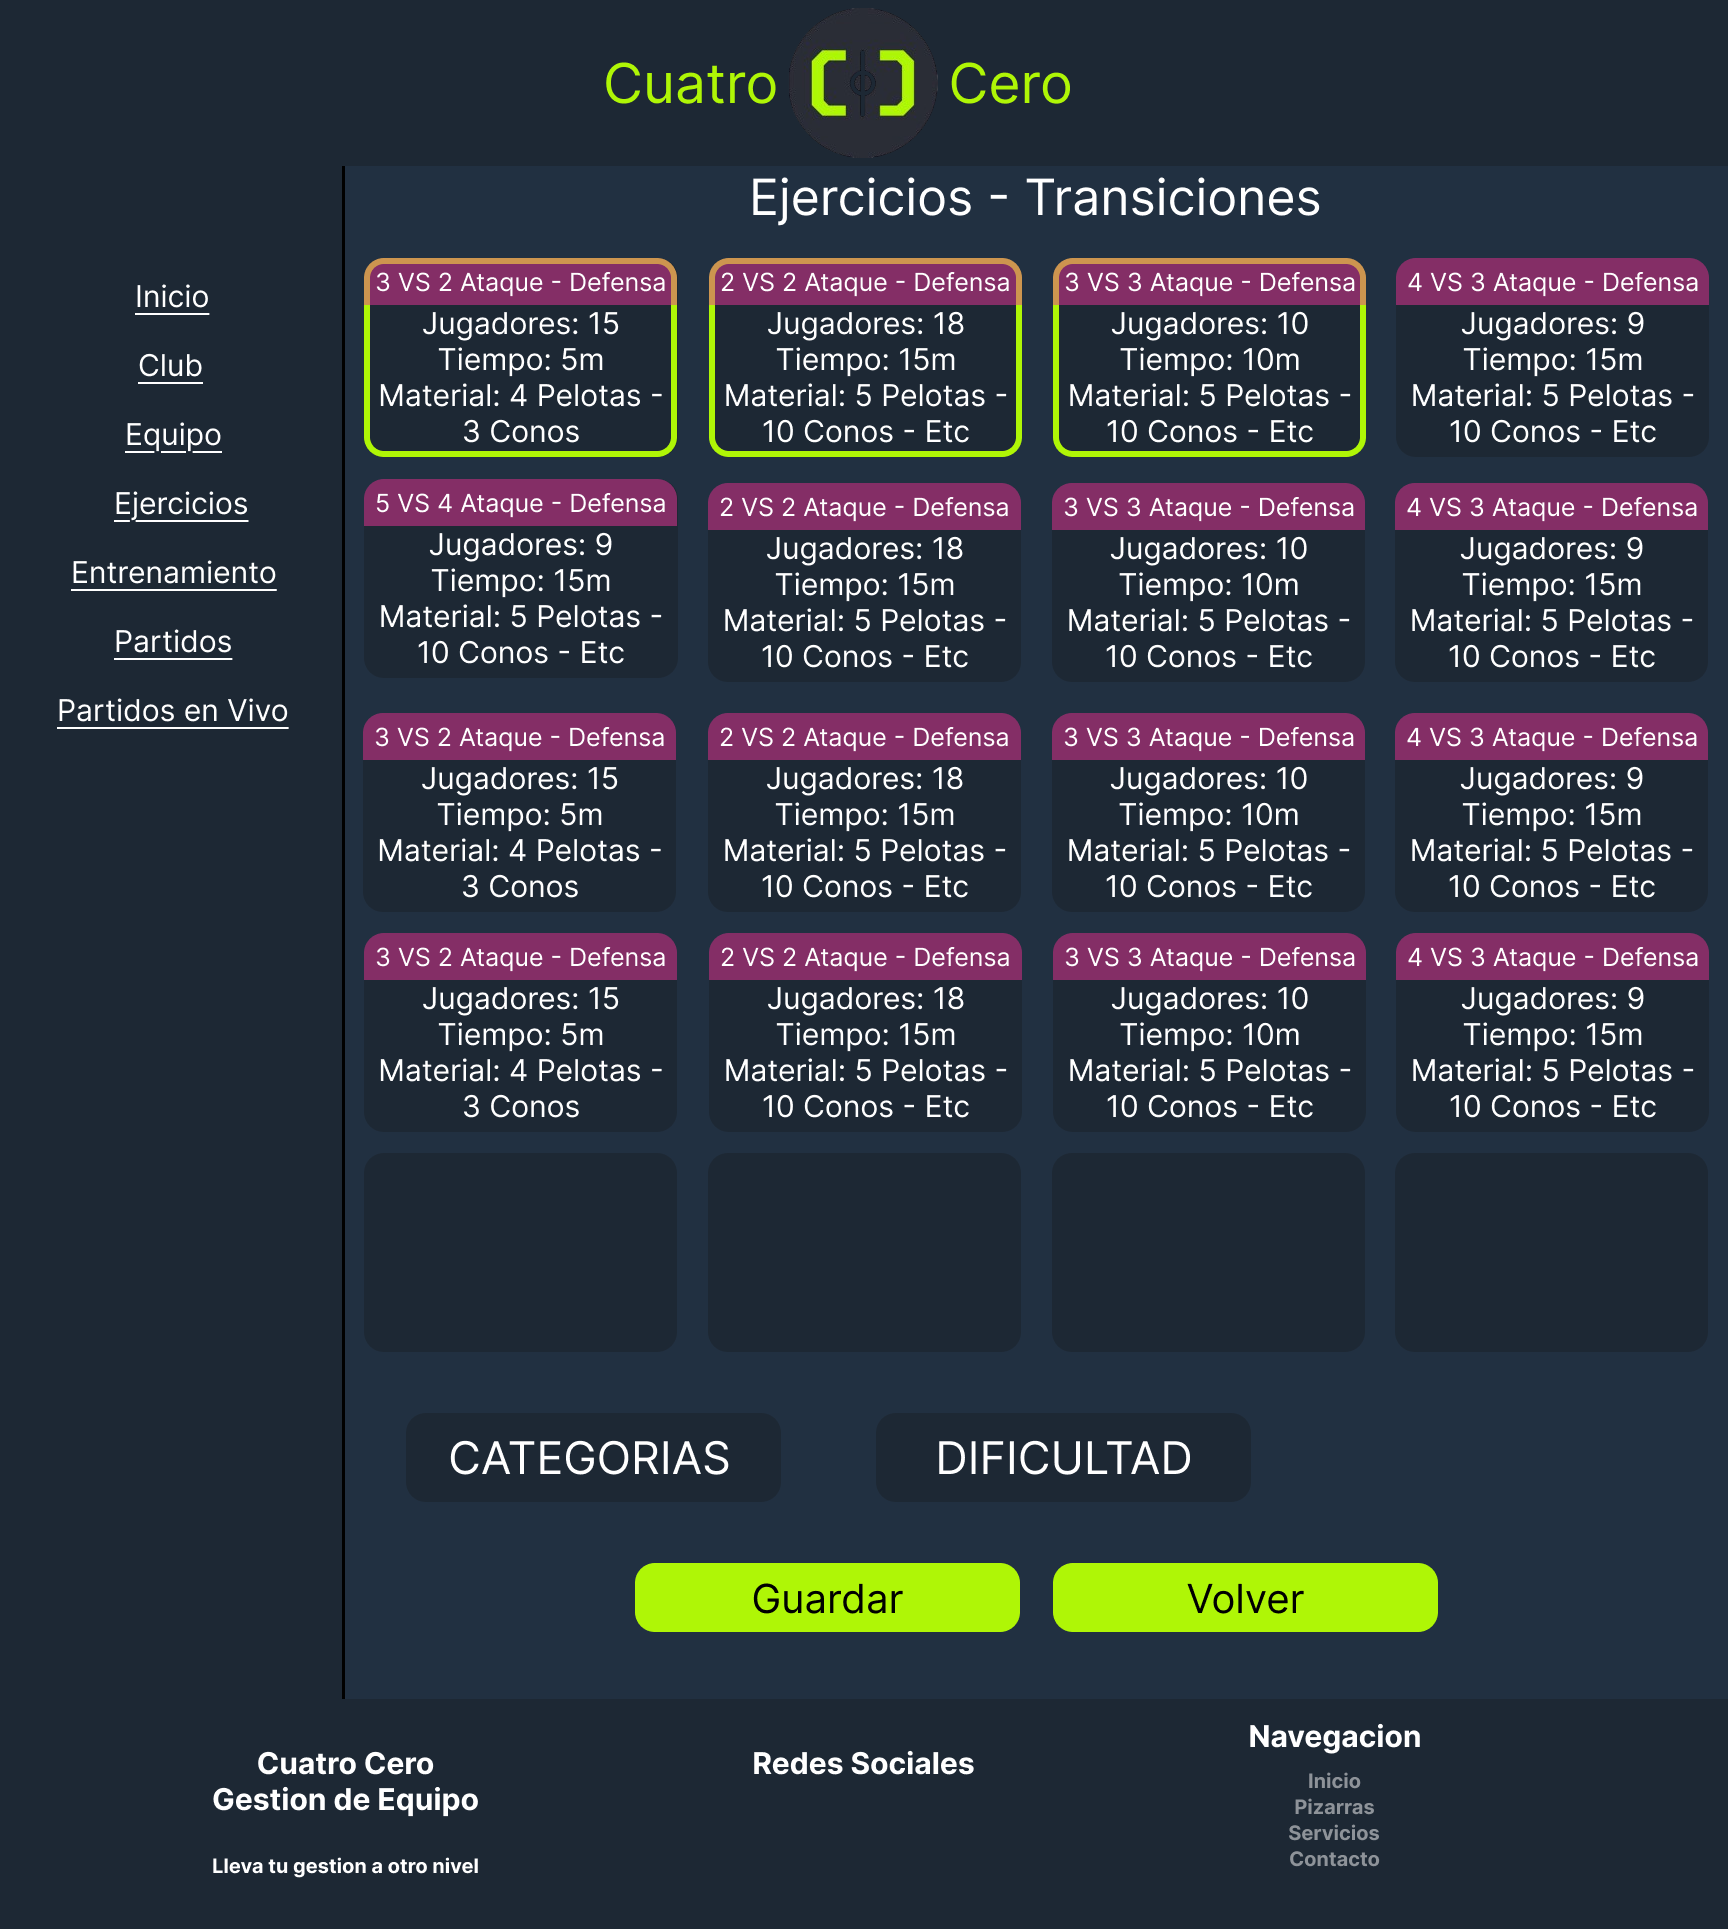 Cuatro Cero
Ejercicios - Transiciones
Inicio
Club
Equipo
Ejercicios
Entrenamiento
Partidos
Partidos en Vivo
3 VS 2 Ataque - Defensa
Jugadores: 15
Tiempo: 5m
Material: 4 Pelotas -
3 Conos
2 VS 2 Ataque - Defensa
Jugadores: 18
Tiempo: 15m
Material: 5 Pelotas -
10 Conos - Etc
3 VS 3 Ataque - Defensa
Jugadores: 10
Tiempo: 10m
Material: 5 Pelotas -
10 Conos - Etc
4 VS 3 Ataque - Defensa
Jugadores: 9
Tiempo: 15m
Material: 5 Pelotas -
10 Conos - Etc
5 VS 4 Ataque - Defensa
Jugadores: 9
Tiempo: 15m
Material: 5 Pelotas -
10 Conos - Etc
2 VS 2 Ataque - Defensa
Jugadores: 18
Tiempo: 15m
Material: 5 Pelotas -
10 Conos - Etc
3 VS 3 Ataque - Defensa
Jugadores: 10
Tiempo: 10m
Material: 5 Pelotas -
10 Conos - Etc
4 VS 3 Ataque - Defensa
Jugadores: 9
Tiempo: 15m
Material: 5 Pelotas -
10 Conos - Etc
3 VS 2 Ataque - Defensa
Jugadores: 15
Tiempo: 5m
Material: 4 Pelotas -
3 Conos
2 VS 2 Ataque - Defensa
Jugadores: 18
Tiempo: 15m
Material: 5 Pelotas -
10 Conos - Etc
3 VS 3 Ataque - Defensa
Jugadores: 10
Tiempo: 10m
Material: 5 Pelotas -
10 Conos - Etc
4 VS 3 Ataque - Defensa
Jugadores: 9
Tiempo: 15m
Material: 5 Pelotas -
10 Conos - Etc
3 VS 2 Ataque - Defensa
Jugadores: 15
Tiempo: 5m
Material: 4 Pelotas -
3 Conos
2 VS 2 Ataque - Defensa
Jugadores: 18
Tiempo: 15m
Material: 5 Pelotas -
10 Conos - Etc
3 VS 3 Ataque - Defensa
Jugadores: 10
Tiempo: 10m
Material: 5 Pelotas -
10 Conos - Etc
4 VS 3 Ataque - Defensa
Jugadores: 9
Tiempo: 15m
Material: 5 Pelotas -
10 Conos - Etc
CATEGORIAS
DIFICULTAD
Guardar
Volver
Cuatro Cero
Gestion de Equipo
Lleva tu gestion a otro nivel
Redes Sociales
Navegacion
Inicio
Pizarras
Servicios
Contacto